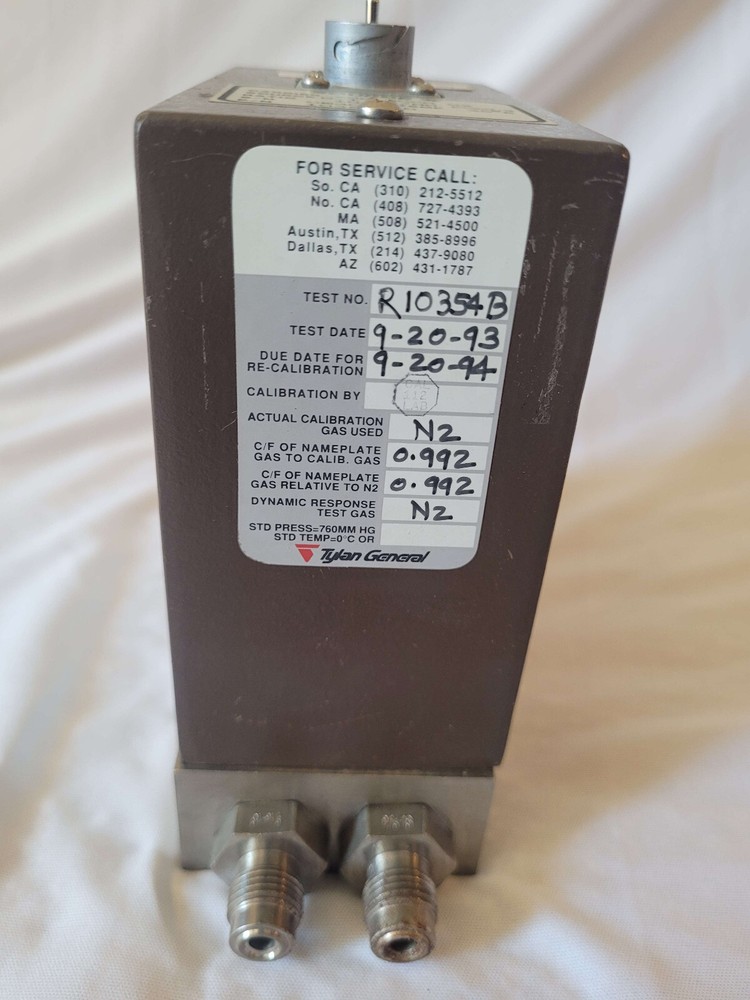 FOR SERVICE CALL:
So. CA (310) 212-5512
No. CA (408) 727-4393
MA (508) 521-4500
Austin,TX (512) 385-8996
Dallas,TX (214) 437-9080
AZ (602) 431-1787
TEST NO. R10354B
TEST DATE 9-20-93
DUE DATE FOR
RE-CALIBRATION 9-20-94
CALIBRATION BY
ACTUAL CALIBRATION
GAS USED N2
C/F OF NAMEPLATE
GAS TO CALIB. GAS 0.992
C/F OF NAMEPLATE
GAS RELATIVE TO N2 0.992
DYNAMIC RESPONSE
TEST GAS N2
STD PRESS=760MM HG
STD TEMP=0°C OR
Tylan General